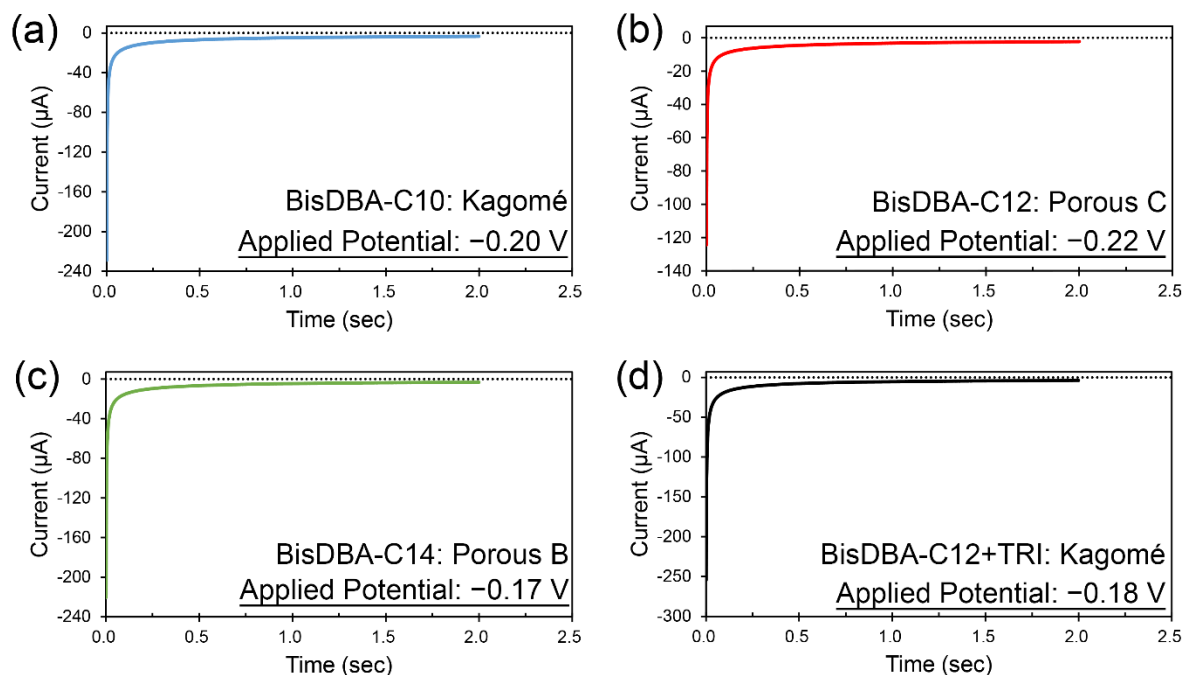 (a)
Current (µA)
0
-40
-80
-120
-160
-200
-240
BisDBA-C10: Kagomé
Applied Potential: −0.20 V
0.0 0.5 1.0 1.5 2.0 2.5
Time (sec)
(b)
Current (µA)
0
-20
-40
-60
-80
-100
-120
-140
BisDBA-C12: Porous C
Applied Potential: −0.22 V
0.0 0.5 1.0 1.5 2.0 2.5
Time (sec)
(c)
Current (µA)
0
-40
-80
-120
-160
-200
-240
BisDBA-C14: Porous B
Applied Potential: −0.17 V
0.0 0.5 1.0 1.5 2.0 2.5
Time (sec)
(d)
Current (µA)
0
-50
-100
-150
-200
-250
-300
BisDBA-C12+TRI: Kagomé
Applied Potential: −0.18 V
0.0 0.5 1.0 1.5 2.0 2.5
Time (sec)